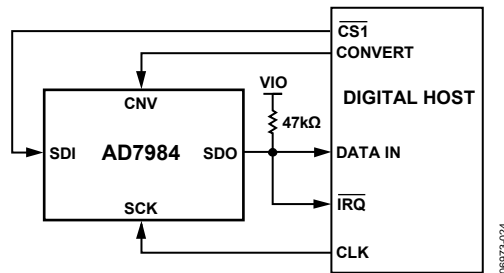 CS1
CONVERT
VIO
CNV
DIGITAL HOST
47kΩ
SDI
AD7984
SDO
DATA IN
SCK
IRQ
CLK
06973-024